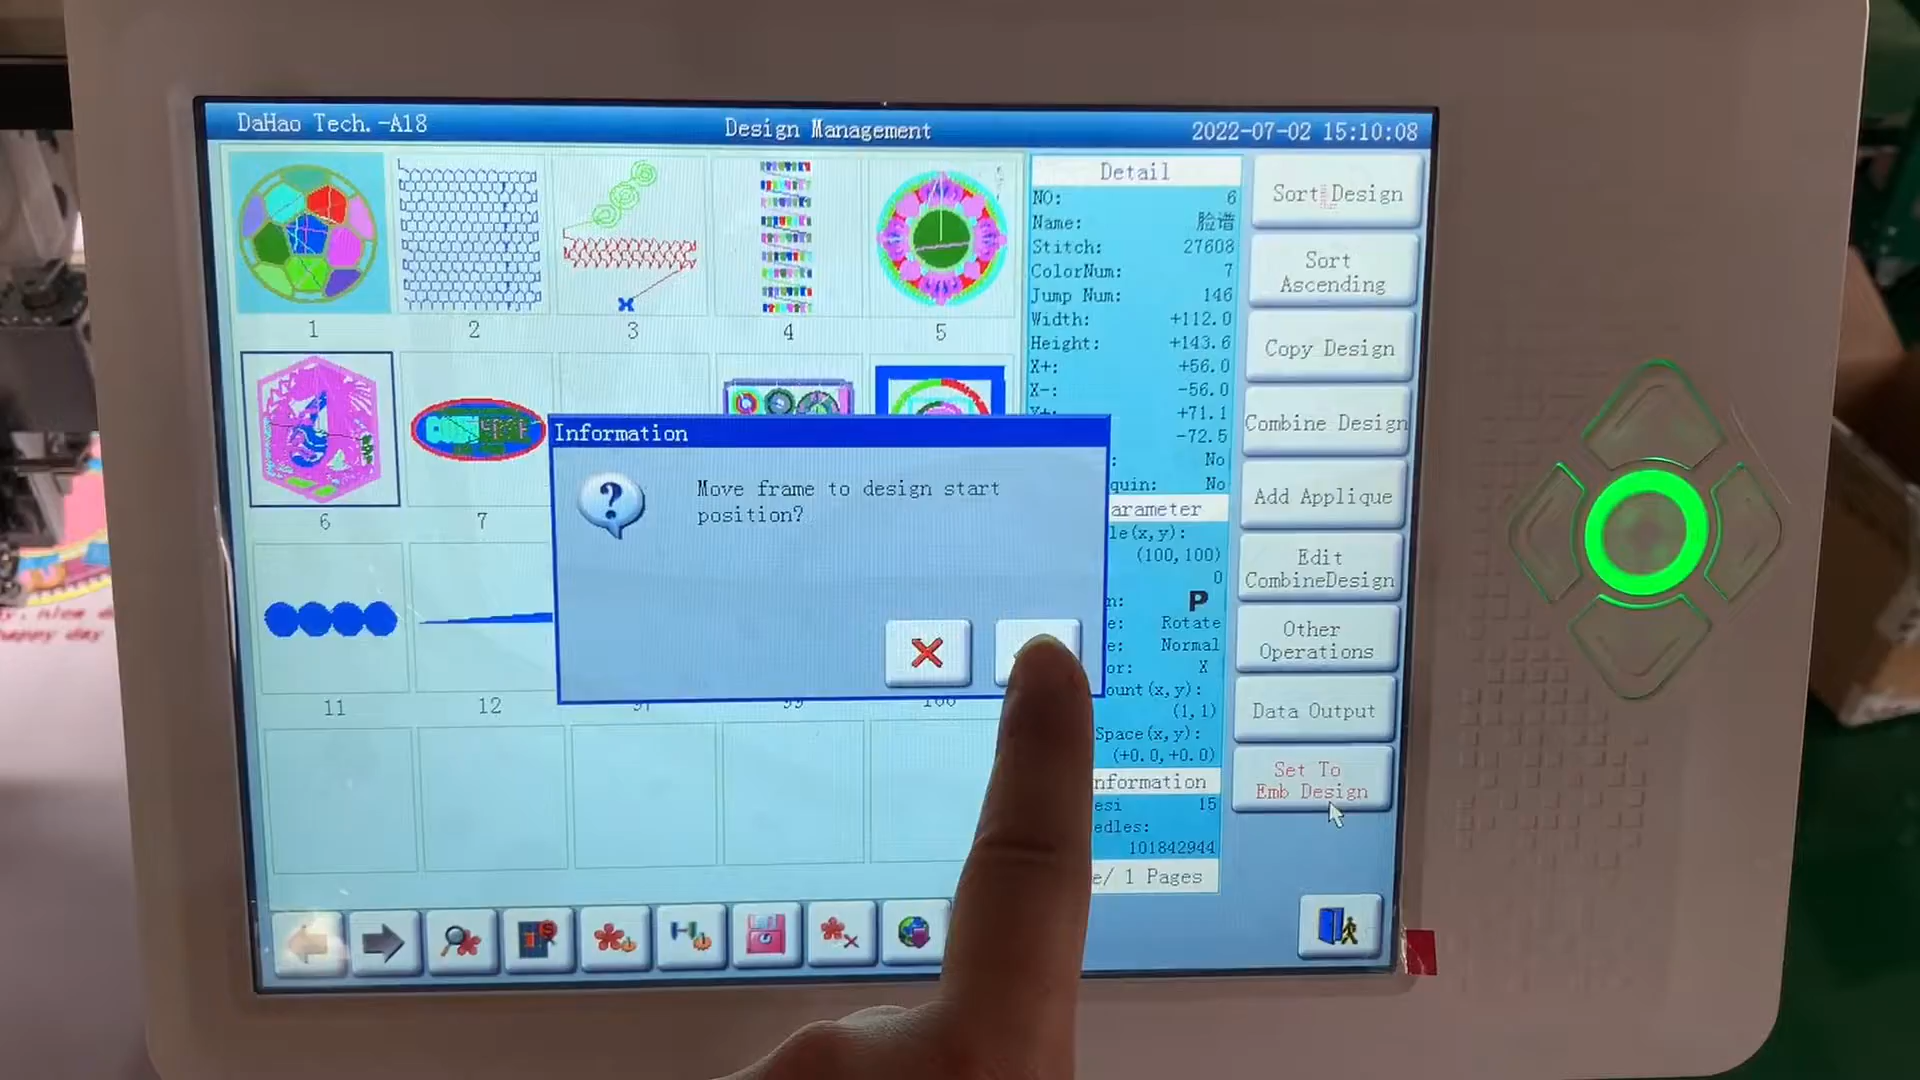 DaHao Tech.-A18
Design Management
2022-07-02 15:10:08
1
2
3
4
5
6
7
11
12
Information
Move frame to design start
position?
Detail
NO: 6
Name: 脸谱
Stitch: 27608
ColorNum: 7
Jump Num: 146
Width: +112.0
Height: +143.6
X+: +56.0
X-: -56.0
Y+: +71.1
-72.5
: No
quin: No
arameter
le(x,y):
(100,100)
0
n: P
e: Rotate
e: Normal
or: X
ount(x,y):
(1,1)
Space(x,y):
(+0.0,+0.0)
nformation
esi 15
edles:
101842944
e/ 1 Pages
Sort Design
Sort
Ascending
Copy Design
Combine Design
Add Applique
Edit
CombineDesign
Other
Operations
Data Output
Set To
Emb Design
happy day